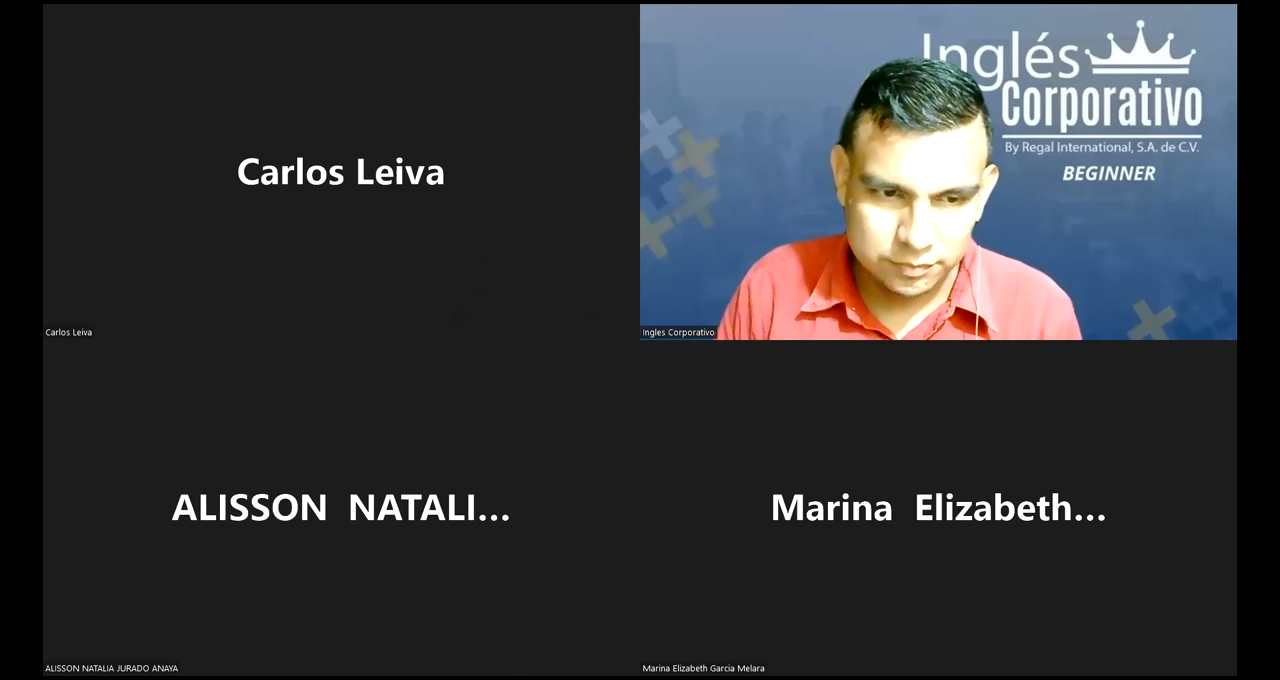 Carlos Leiva
Carlos Leiva
Inglés
Corporativo
By Regal International, S.A. de C.V.
BEGINNER
Ingles Corporativo
ALISSON NATALI...
ALISSON NATALIA JURADO ANAYA
Marina Elizabeth...
Marina Elizabeth Garcia Melara